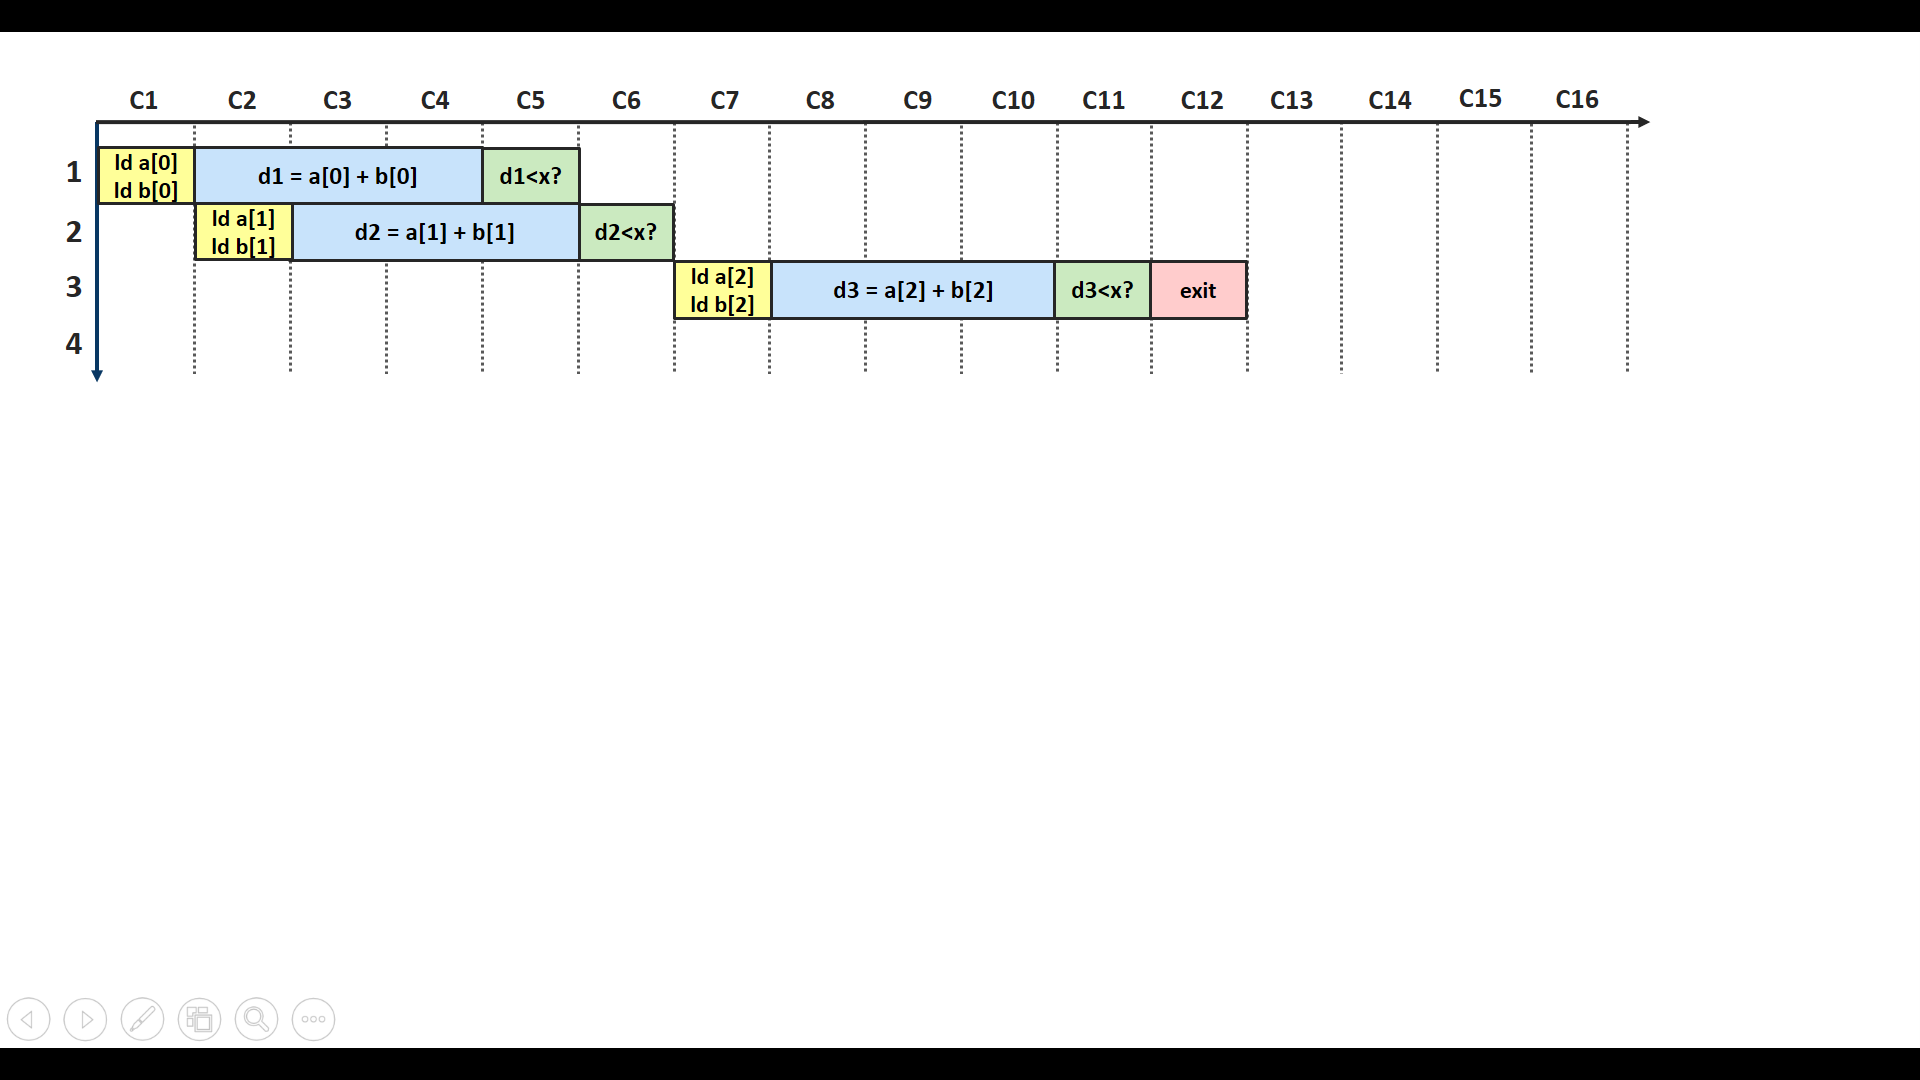 C1 C2 C3 C4 C5 C6 C7 C8 C9 C10 C11 C12 C13 C14 C15 C16
1
ld a[0]
ld b[0]
d1 = a[0] + b[0]
d1<x?
2
ld a[1]
ld b[1]
d2 = a[1] + b[1]
d2<x?
3
ld a[2]
ld b[2]
d3 = a[2] + b[2]
d3<x?
exit
4